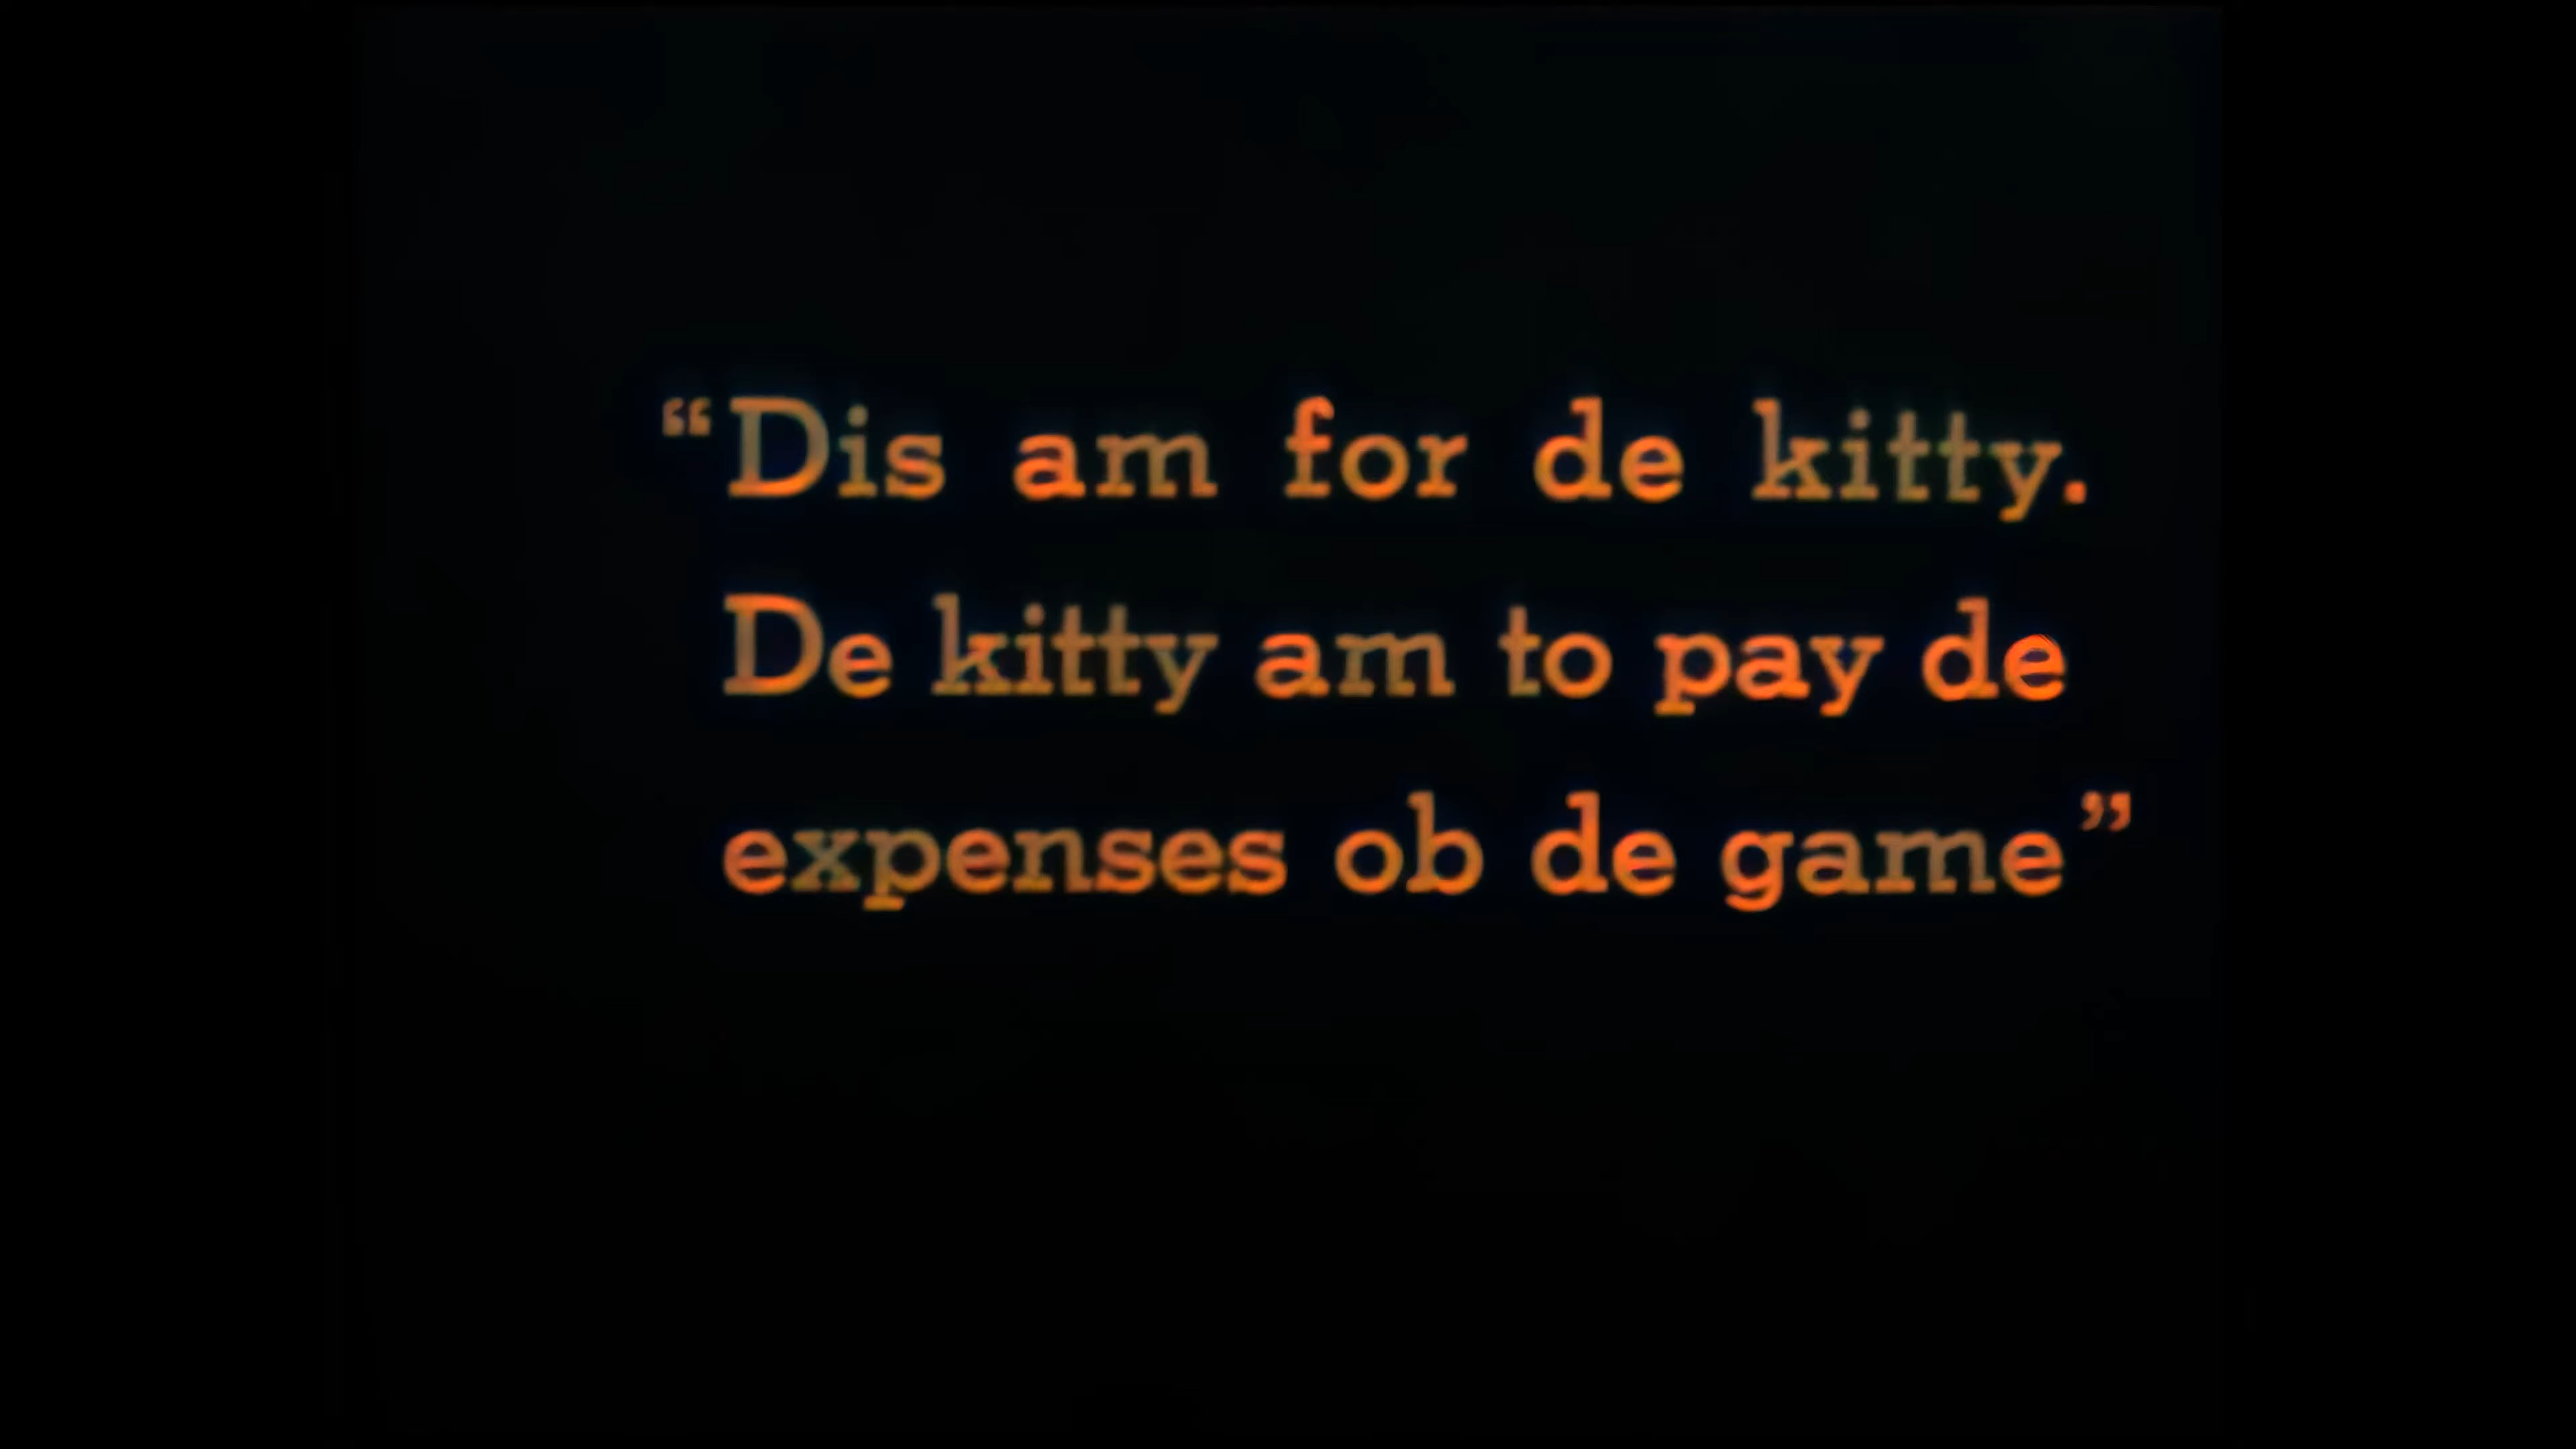 “Dis am for de kitty.
De kitty am to pay de
expenses ob de game”